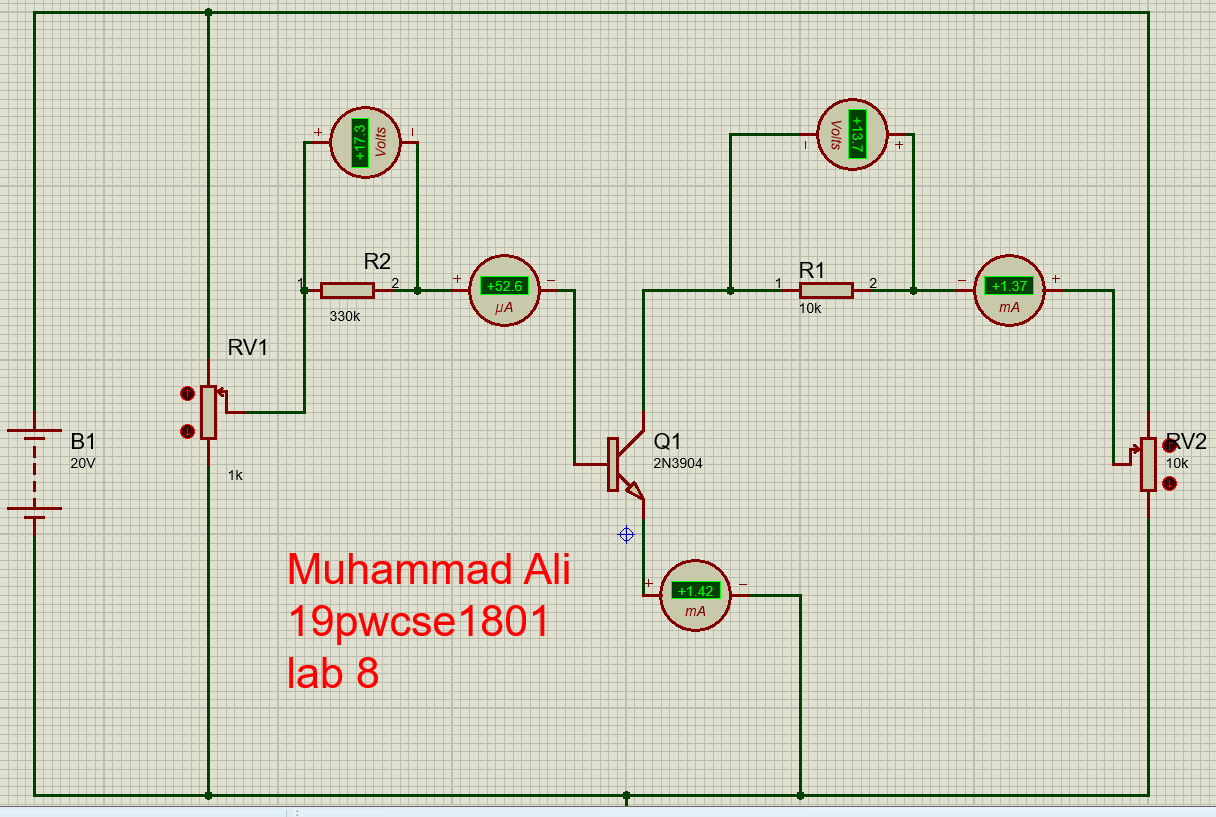 +17.3
Volts
+13.7
Volts
R2
1
2
330k
+52.6
µA
R1
1
2
10k
+1.37
mA
RV1
1k
B1
20V
Q1
2N3904
RV2
10k
+1.42
mA
Muhammad Ali
19pwcse1801
lab 8